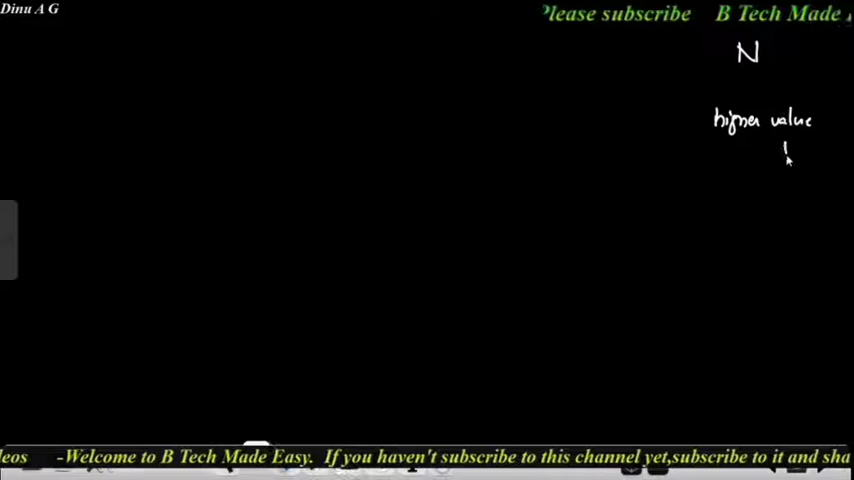 Dinu A G
Please subscribe B Tech Made
N
higher value
leos -Welcome to B Tech Made Easy. If you haven't subscribe to this channel yet,subscribe to it and sha